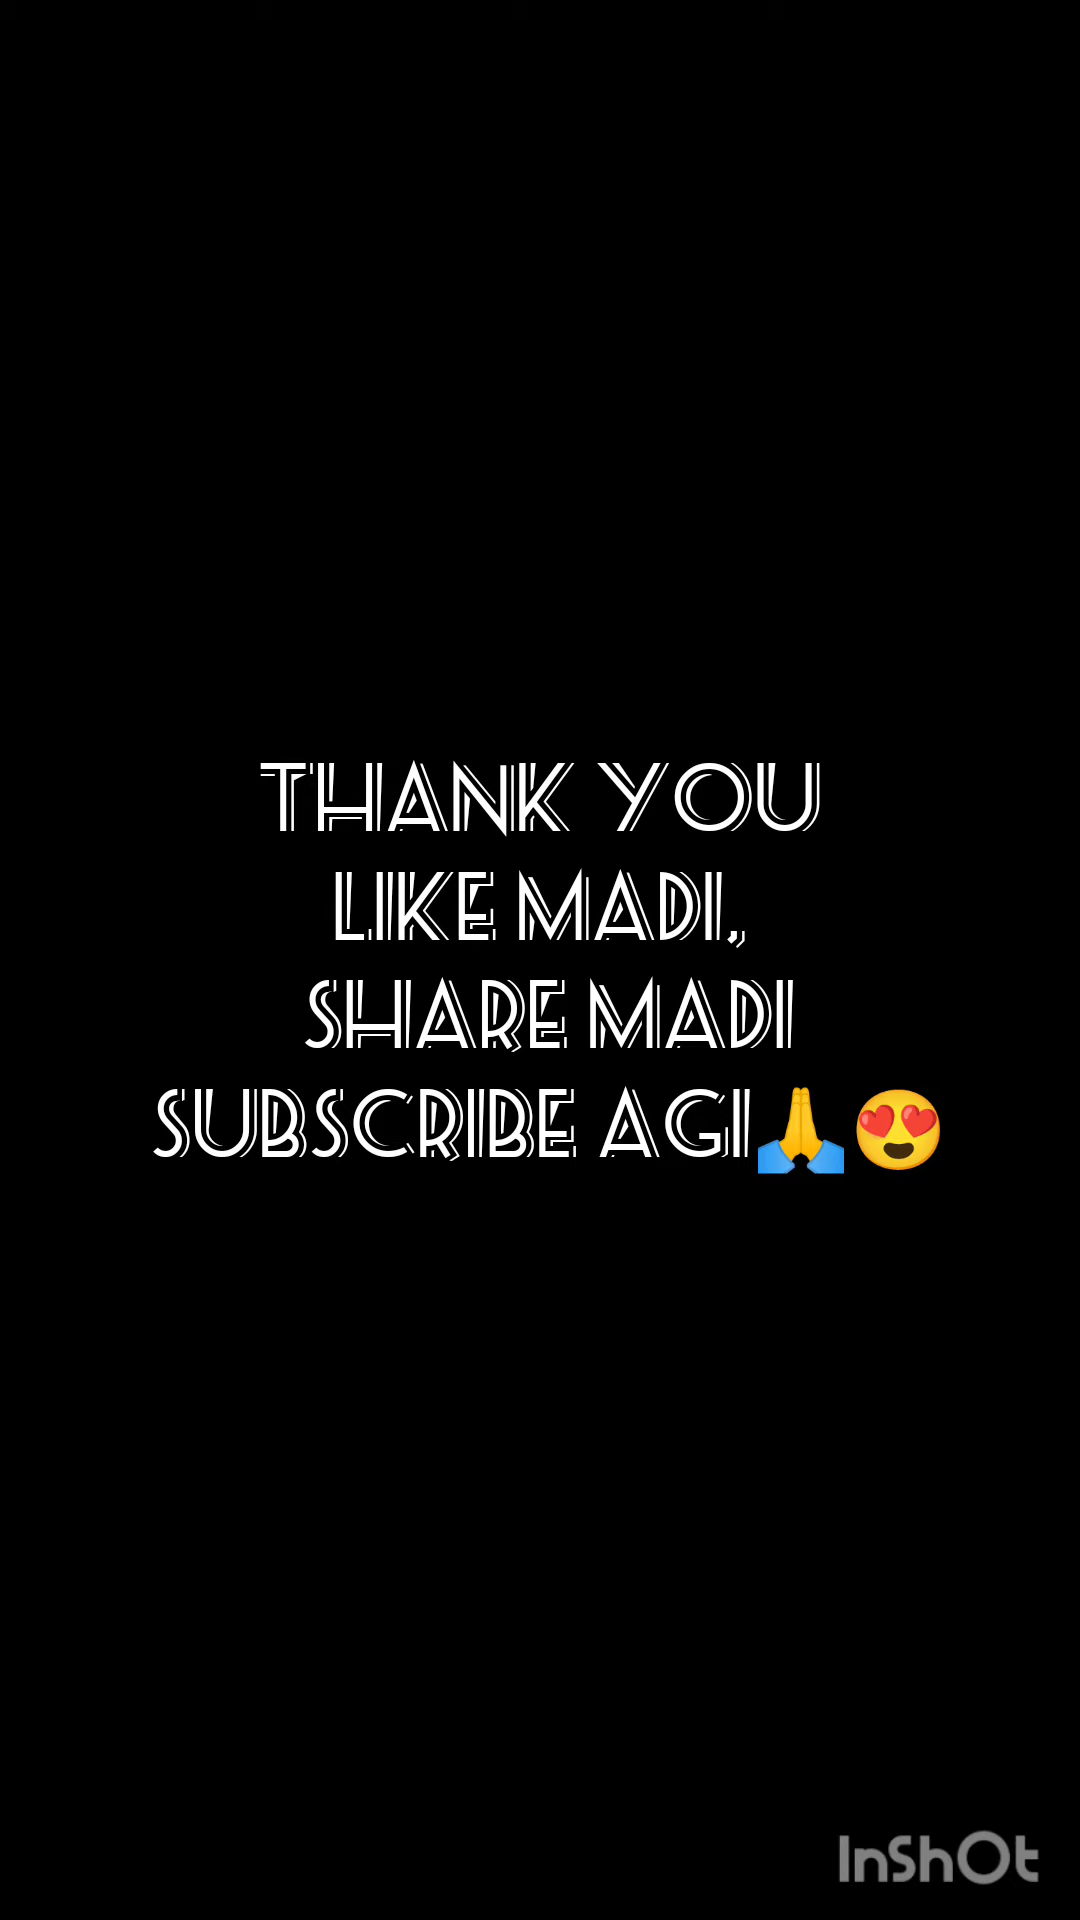 THANK YOU
LIKE MADI,
SHARE MADI
SUBSCRIBE AGI🙏😍
InShOt